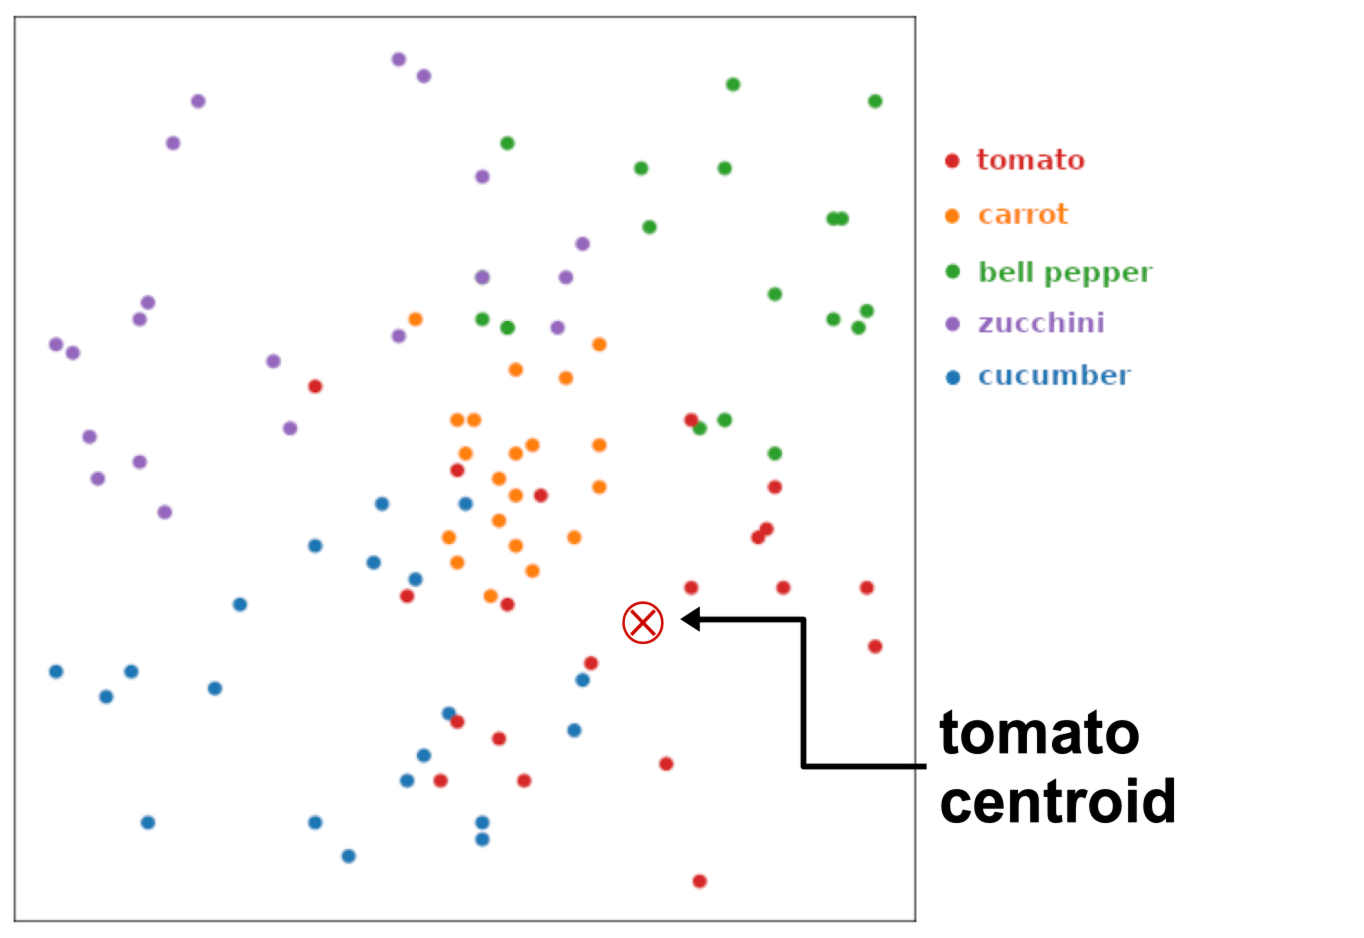 tomato
carrot
bell pepper
zucchini
cucumber
tomato
centroid